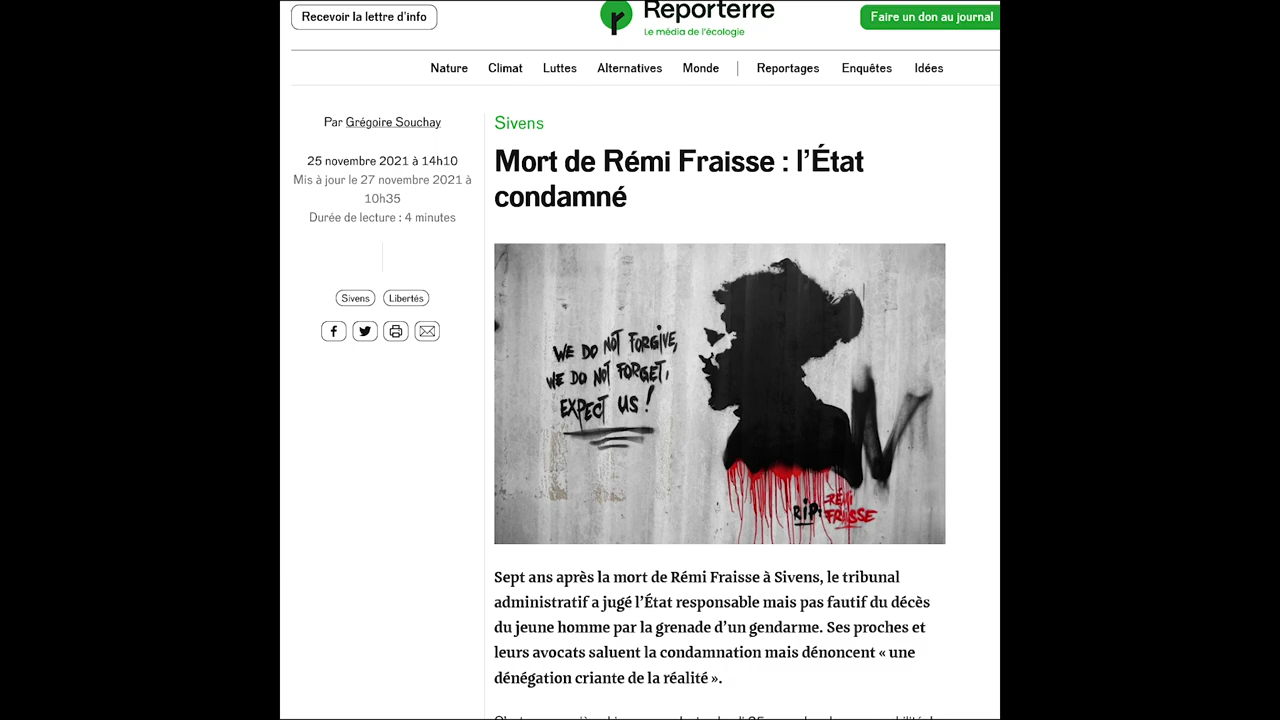 Recevoir la lettre d'info
Reporterre
Le média de l'écologie
Faire un don au journal
Nature Climat Luttes Alternatives Monde | Reportages Enquêtes Idées
Par Grégoire Souchay
25 novembre 2021 à 14h10
Mis à jour le 27 novembre 2021 à
10h35
Durée de lecture : 4 minutes
Sivens Libertés
Sivens
Mort de Rémi Fraisse : l'État
condamné
WE DO NOT FORGIVE,
WE DO NOT FORGET,
EXPECT US !
RIP.
RÉMI
FRAISSE
Sept ans après la mort de Rémi Fraisse à Sivens, le tribunal
administratif a jugé l'État responsable mais pas fautif du décès
du jeune homme par la grenade d'un gendarme. Ses proches et
leurs avocats saluent la condamnation mais dénoncent « une
dénégation criante de la réalité ».